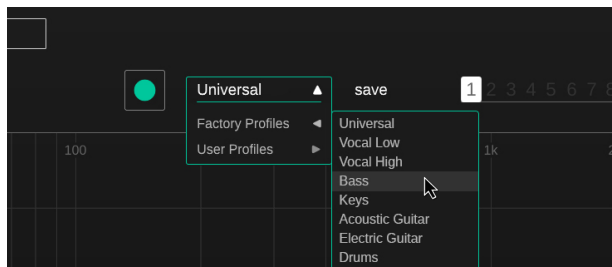 Universal save 1 2 3 4 5 6 7 8
Factory Profiles
User Profiles
Universal
Vocal Low
Vocal High
Bass
Keys
Acoustic Guitar
Electric Guitar
Drums
100 1k 2